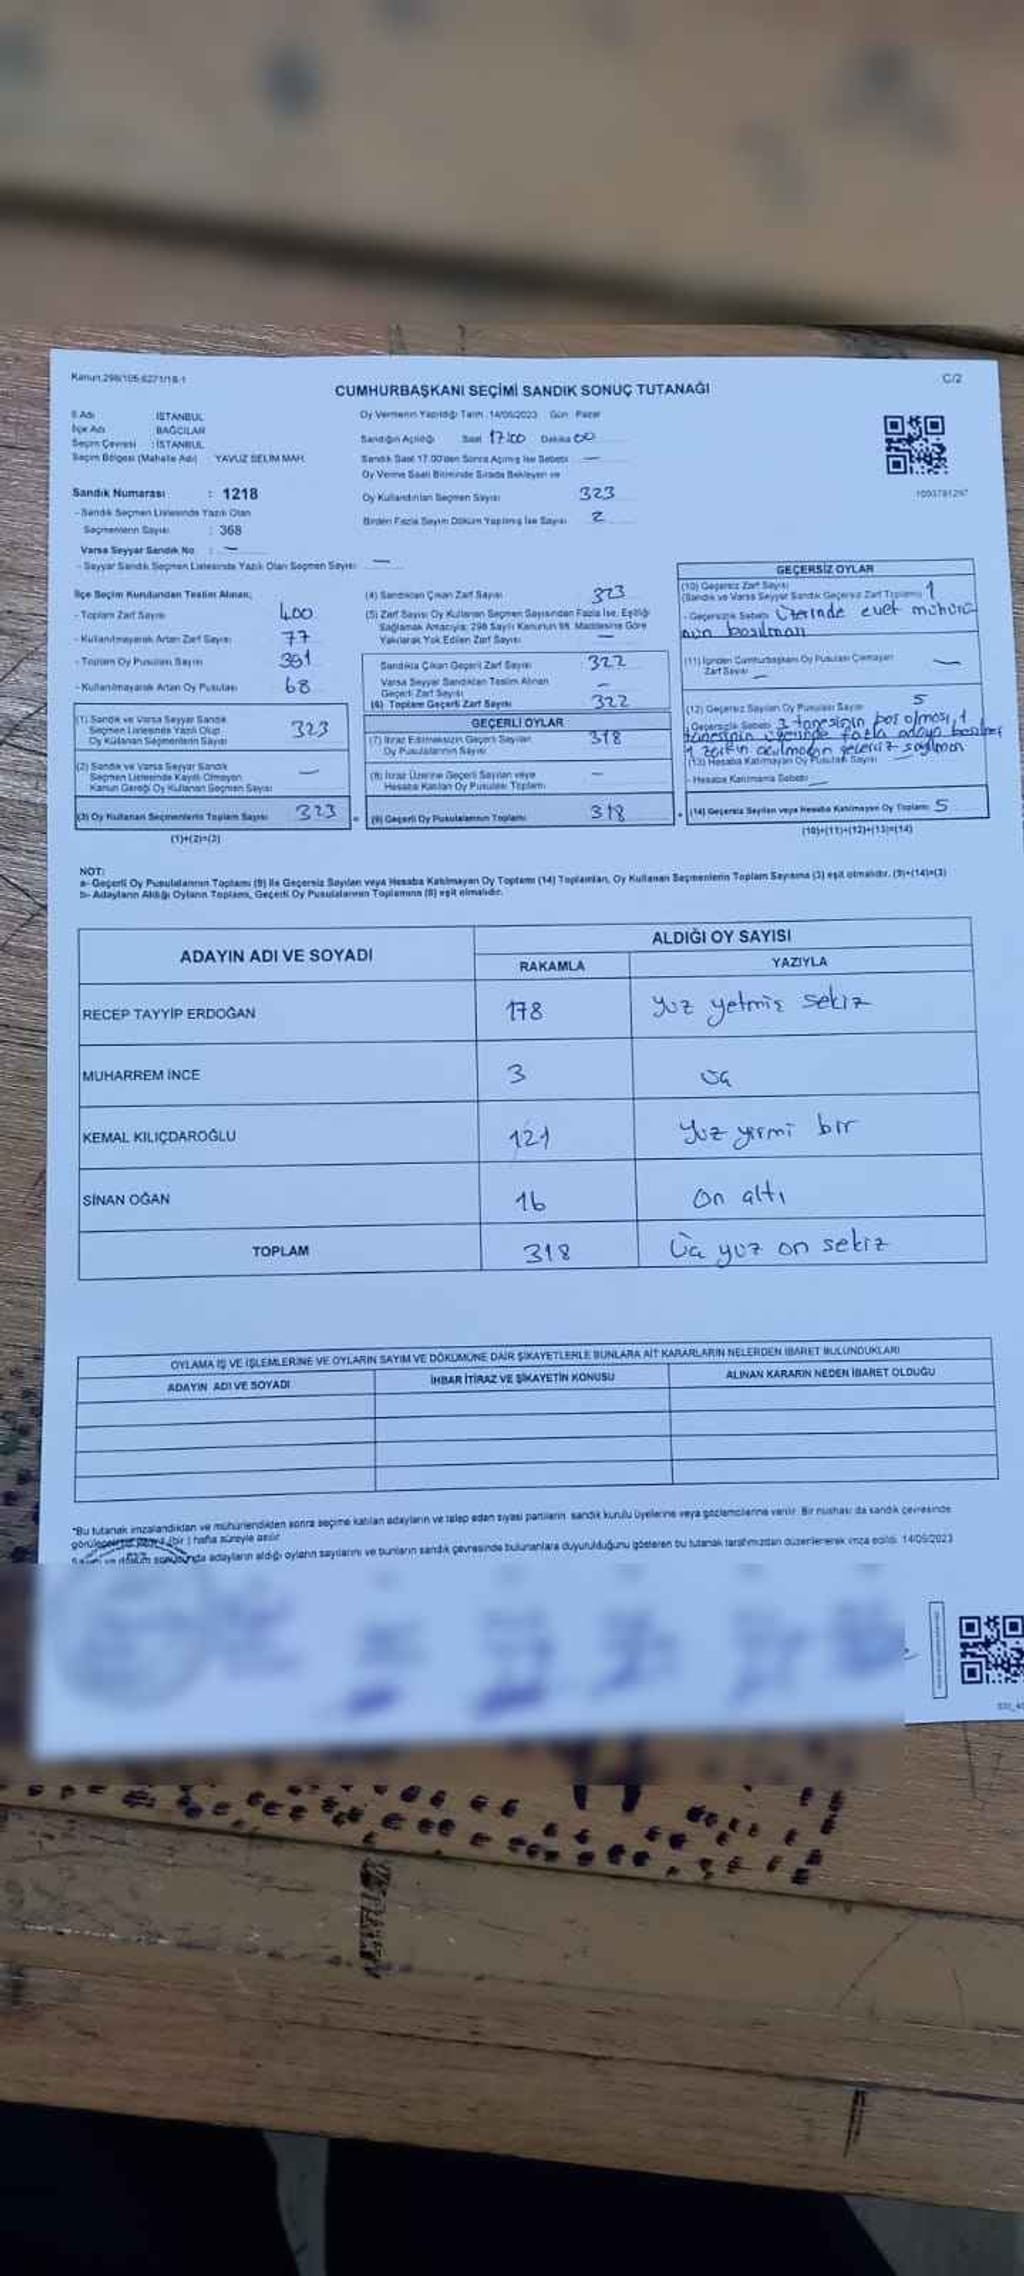 Kanun:298/105-6271/18-1
C/2
CUMHURBAŞKANI SEÇİMİ SANDIK SONUÇ TUTANAĞI
İl Adı : İSTANBUL
İlçe Adı : BAĞCILAR
Seçim Çevresi : İSTANBUL
Seçim Bölgesi (Mahalle Adı) : YAVUZ SELİM MAH.
Sandık Numarası : 1218
- Sandık Seçmen Listesinde Yazılı Olan
Seçmenlerin Sayısı : 368
Varsa Seyyar Sandık No : —
- Seyyar Sandık Seçmen Listesinde Yazılı Olan Seçmen Sayısı : —
Oy Vermenin Yapıldığı Tarih : 14/05/2023 Gün : Pazar
Sandığın Açıldığı Saat 17:00 Dakika 00
Sandık Saat 17.00'den Sonra Açılmış İse Sebebi —
Oy Verme Saati Bitiminde Sırada Bekleyen ve
Oy Kullandırılan Seçmen Sayısı 323
Birden Fazla Sayım Döküm Yapılmış İse Sayısı 2
1093781297
İlçe Seçim Kurulundan Teslim Alınan;
- Toplam Zarf Sayısı 400
- Kullanılmayarak Artan Zarf Sayısı 77
- Toplam Oy Pusulası Sayısı 391
- Kullanılmayarak Artan Oy Pusulası 68
(1) Sandık ve Varsa Seyyar Sandık
Seçmen Listesinde Yazılı Olup
Oy Kullanan Seçmenlerin Sayısı 323
(2) Sandık ve Varsa Seyyar Sandık
Seçmen Listesinde Kayıtlı Olmayan
Kanun Gereği Oy Kullanan Seçmen Sayısı —
(3) Oy Kullanan Seçmenlerin Toplam Sayısı 323
(1)+(2)=(3)
(4) Sandıktan Çıkan Zarf Sayısı 323
(5) Zarf Sayısı Oy Kullanan Seçmen Sayısından Fazla İse, Eşitliği
Sağlamak Amacıyla; 298 Sayılı Kanunun 98. Maddesine Göre
Yakılarak Yok Edilen Zarf Sayısı —
Sandıkta Çıkan Geçerli Zarf Sayısı 322
Varsa Seyyar Sandıktan Teslim Alınan
Geçerli Zarf Sayısı —
(6) Toplam Geçerli Zarf Sayısı 322
GEÇERLİ OYLAR
(7) İtiraz Edilmeksizin Geçerli Sayılan
Oy Pusulalarının Sayısı 318
(8) İtiraz Üzerine Geçerli Sayılan veya
Hesaba Katılan Oy Pusulası Toplamı —
(9) Geçerli Oy Pusulalarının Toplamı 318
GEÇERSİZ OYLAR
(10) Geçersiz Zarf Sayısı
(Sandık ve Varsa Seyyar Sandık Geçersiz Zarf Toplamı) 1
- Geçersizlik Sebebi Üzerinde evet mührü
nün basılması
(11) İçinden Cumhurbaşkanı Oy Pusulası Çıkmayan
Zarf Sayısı —
(12) Geçersiz Sayılan Oy Pusulası Sayısı 5
- Geçersizlik Sebebi 3 tanesinin boş olması, 1
tanesinin üzerinde fazla adaya
1 zarfın açılmadan geçersiz sayılması
(13) Hesaba Katılmayan Oy Pusulası Sayısı
- Hesaba Katılmama Sebebi —
(14) Geçersiz Sayılan veya Hesaba Katılmayan Oy Toplamı 5
(10)+(11)+(12)+(13)=(14)
NOT:
a- Geçerli Oy Pusulalarının Toplamı (9) ile Geçersiz Sayılan veya Hesaba Katılmayan Oy Toplamı (14) Toplamları, Oy Kullanan Seçmenlerin Toplam Sayısına (3) eşit olmalıdır. (9)+(14)=(3)
b- Adayların Aldığı Oyların Toplamı, Geçerli Oy Pusulalarının Toplamına (9) eşit olmalıdır.
ADAYIN ADI VE SOYADI
ALDIĞI OY SAYISI
RAKAMLA YAZIYLA
RECEP TAYYİP ERDOĞAN 178 Yüz yetmiş sekiz
MUHARREM İNCE 3 üç
KEMAL KILIÇDAROĞLU 121 Yüz yirmi bir
SİNAN OĞAN 16 On altı
TOPLAM 318 Üç yüz on sekiz
OYLAMA İŞ VE İŞLEMLERİNE VE OYLARIN SAYIM VE DÖKÜMÜNE DAİR ŞİKAYETLERLE BUNLARA AİT KARARLARIN NELERDEN İBARET BULUNDUKLARI
ADAYIN ADI VE SOYADI İHBAR İTİRAZ VE ŞİKAYETİN KONUSU ALINAN KARARIN NEDEN İBARET OLDUĞU
*Bu tutanak imzalandıktan ve mühürlendikten sonra seçime katılan adayların ve talep eden siyasi partilerin sandık kurulu üyelerine veya gözlemcilerine verilir. Bir nüshası da sandık çevresinde
(bir) hafta süreyle asılır.
Sayım ve döküm sonucunda adayların aldığı oyların sayılarını ve bunların sandık çevresinde bulunanlara duyurulduğunu gösteren bu tutanak tarafımızdan düzenlenerek imza edildi. 14/05/2023